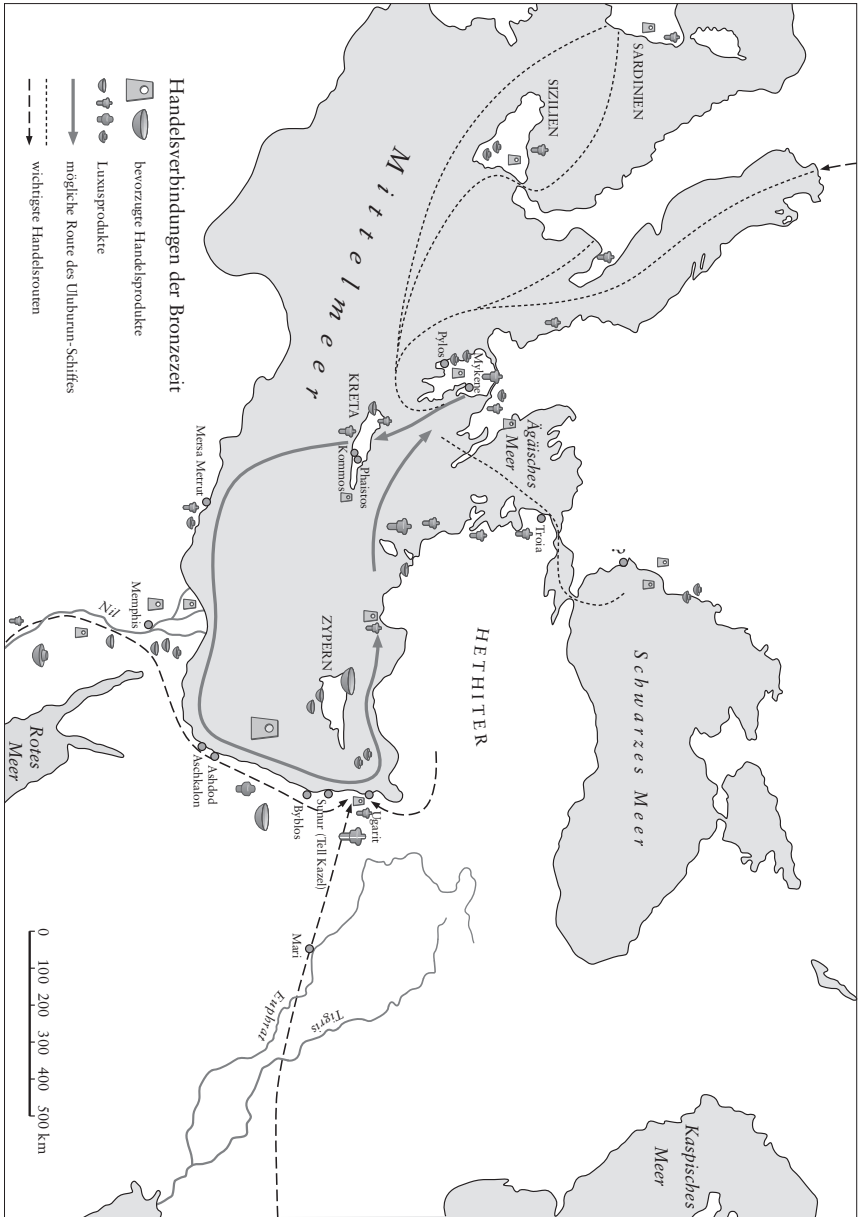 SARDINIEN
SIZILIEN
Mittelmeer
Pylos
Mykene
Ägäisches
Meer
KRETA
Phaistos
Kommos
Troia
?
Schwarzes Meer
HETHITER
ZYPERN
Mersa Metrut
Memphis
Nil
Rotes
Meer
Ashdod
Aschkalon
Ugarit
Sumur (Tell Kazel)
Byblos
Mari
Euphrat
Tigris
Kaspisches
Meer
Handelsverbindungen der Bronzezeit
bevorzugte Handelsprodukte
Luxusprodukte
mögliche Route des Uluburun-Schiffes
wichtigste Handelsrouten
0 100 200 300 400 500 km